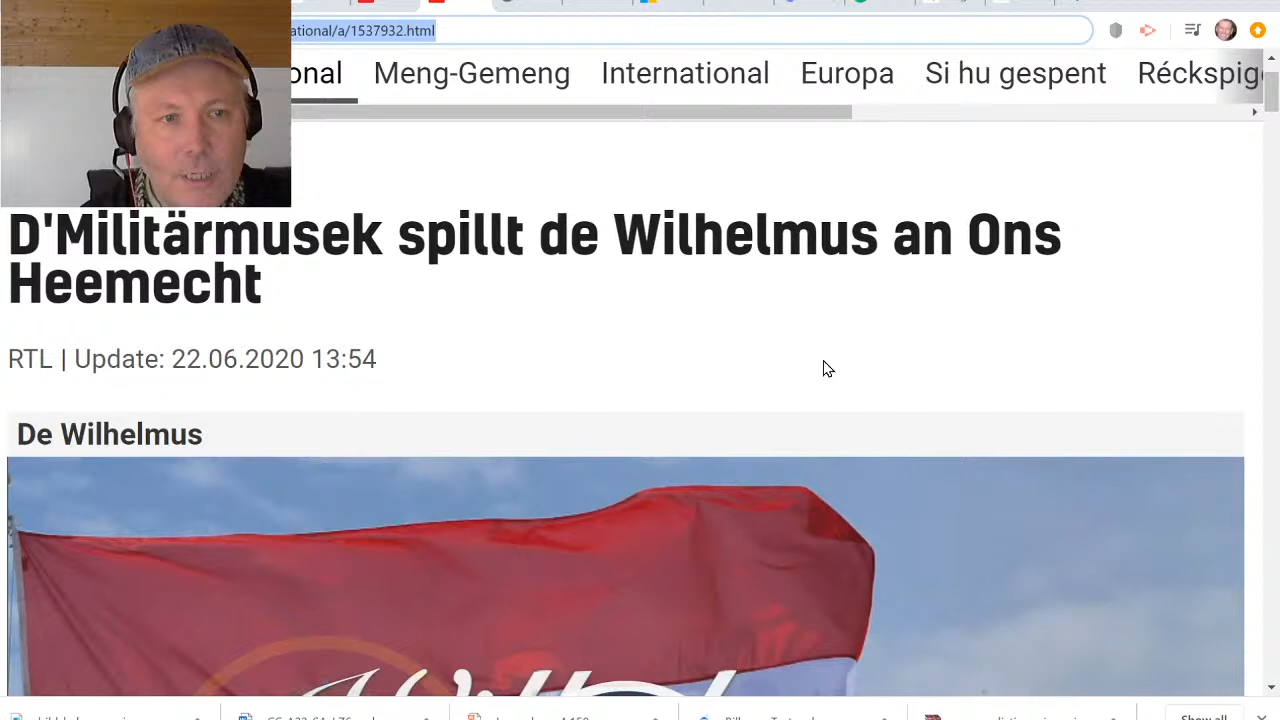 ational/a/1537932.html
onal Meng-Gemeng International Europa Si hu gespent Réckspieg
D'Militärmusek spillt de Wilhelmus an Ons
Heemecht
RTL | Update: 22.06.2020 13:54
De Wilhelmus
Show all